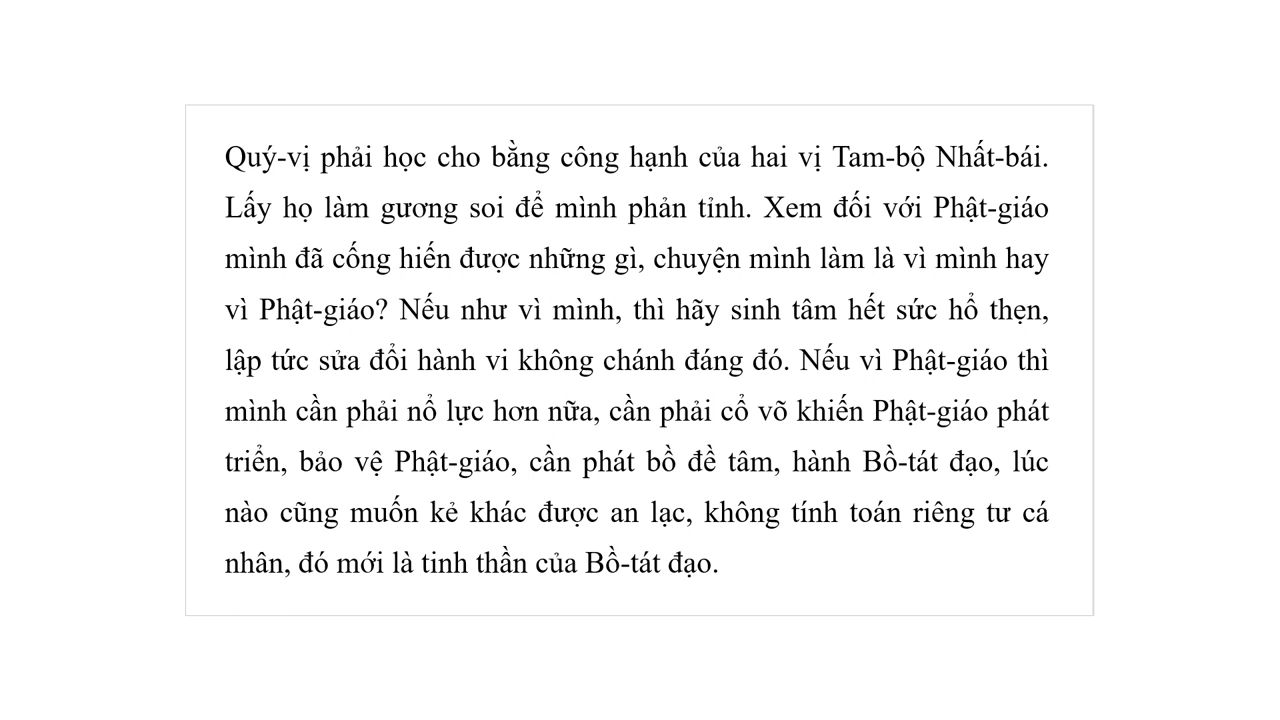 Quý-vị phải học cho bằng công hạnh của hai vị Tam-bộ Nhất-bái.
Lấy họ làm gương soi để mình phản tỉnh. Xem đối với Phật-giáo
mình đã cống hiến được những gì, chuyện mình làm là vì mình hay
vì Phật-giáo? Nếu như vì mình, thì hãy sinh tâm hết sức hổ thẹn,
lập tức sửa đổi hành vi không chánh đáng đó. Nếu vì Phật-giáo thì
mình cần phải nổ lực hơn nữa, cần phải cổ võ khiến Phật-giáo phát
triển, bảo vệ Phật-giáo, cần phát bồ đề tâm, hành Bồ-tát đạo, lúc
nào cũng muốn kẻ khác được an lạc, không tính toán riêng tư cá
nhân, đó mới là tinh thần của Bồ-tát đạo.